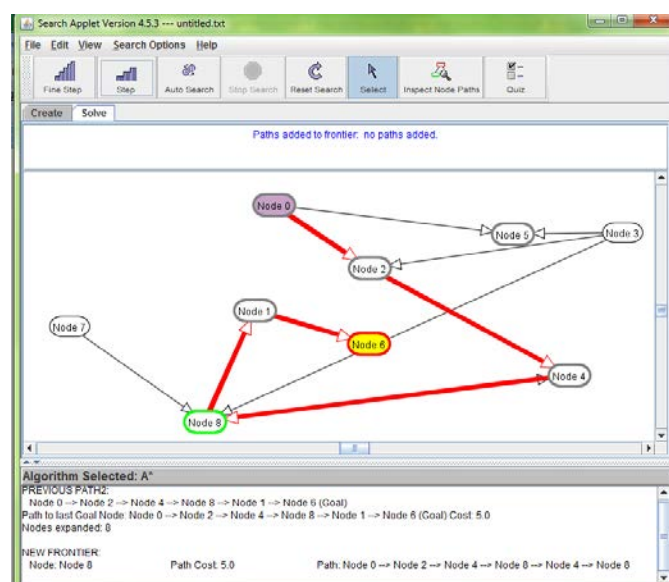 Search Applet Version 4.5.3 --- untitled.txt
File Edit View Search Options Help
Fine Step Step Auto Search Stop Search Reset Search Select Inspect Node Paths Quiz
Create Solve
Paths added to frontier: no paths added.
Node 0
Node 5
Node 3
Node 2
Node 1
Node 7
Node 6
Node 4
Node 8
Algorithm Selected: A*
PREVIOUS PATH2:
Node 0 --> Node 2 --> Node 4 --> Node 8 --> Node 1 --> Node 6 (Goal)
Path to last Goal Node: Node 0 --> Node 2 --> Node 4 --> Node 8 --> Node 1 --> Node 6 (Goal) Cost: 5.0
Nodes expanded: 8
NEW FRONTIER:
Node: Node 8 Path Cost: 5.0 Path: Node 0 --> Node 2 --> Node 4 --> Node 8 --> Node 4 --> Node 8